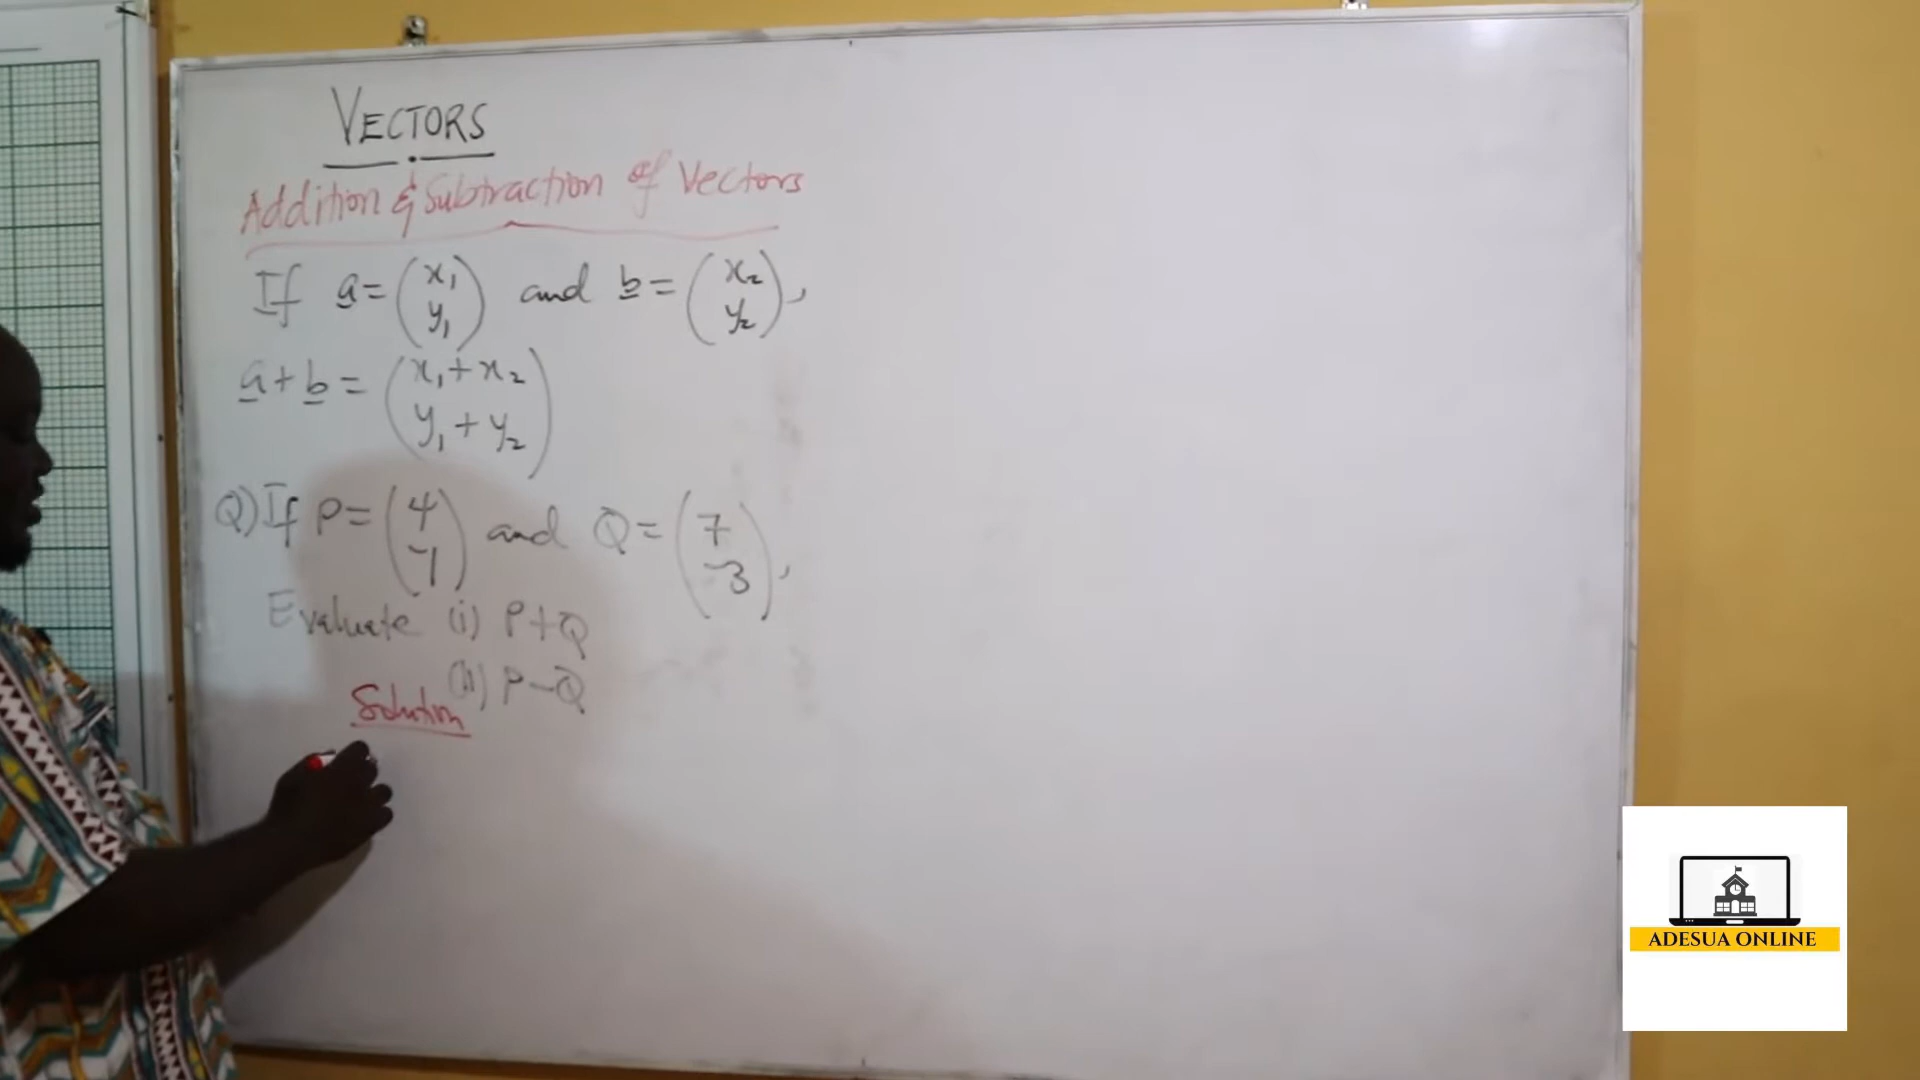 VECTORS
Addition & Subtraction of Vectors
If a = (x₁ y₁) and b = (x₂ y₂),
a + b = (x₁ + x₂ y₁ + y₂)
Q) If P = (4 -1) and Q = (7 -3),
Evaluate (i) P+Q
(ii) P-Q
Solution
ADESUA ONLINE